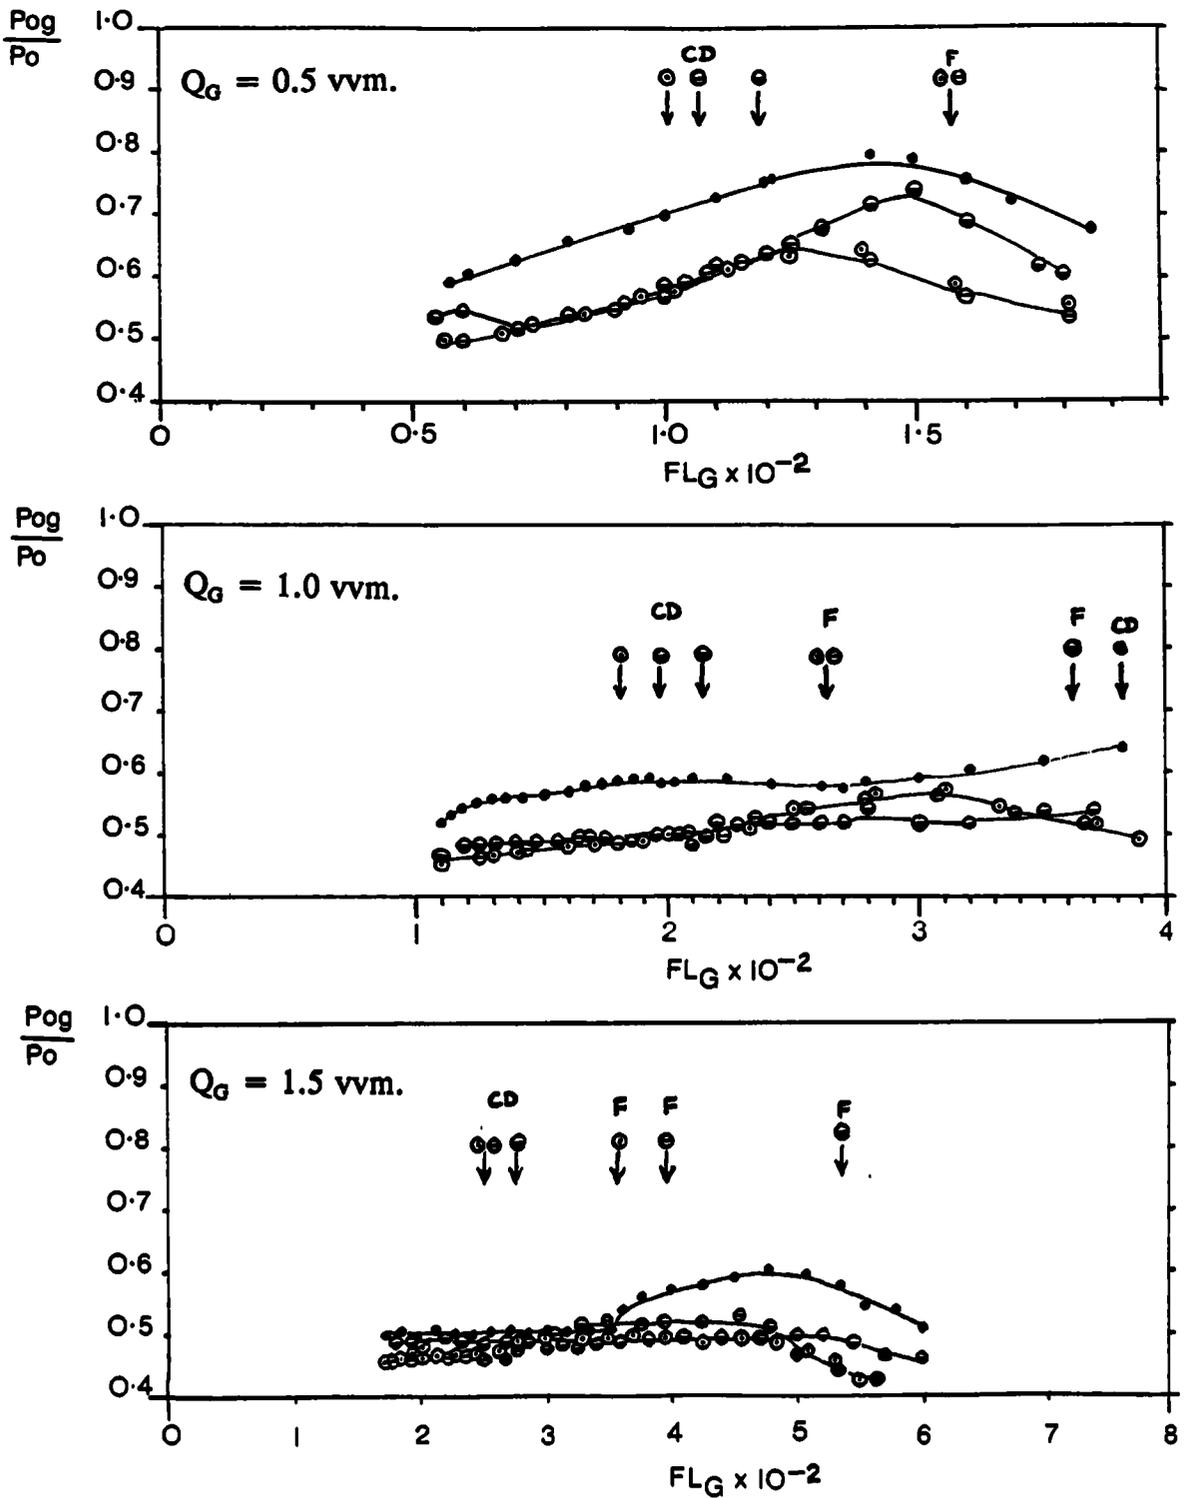 Pog
Po
1.0
0.9
0.8
0.7
0.6
0.5
0.4
QG = 0.5 vvm.
CD
F
0 0.5 1.0 1.5
FLG x 10−2
Pog
Po
1.0
0.9
0.8
0.7
0.6
0.5
0.4
QG = 1.0 vvm.
CD
F
F
CD
0 1 2 3 4
FLG x 10−2
Pog
Po
1.0
0.9
0.8
0.7
0.6
0.5
0.4
QG = 1.5 vvm.
CD
F
F
F
0 1 2 3 4 5 6 7 8
FLG x 10−2